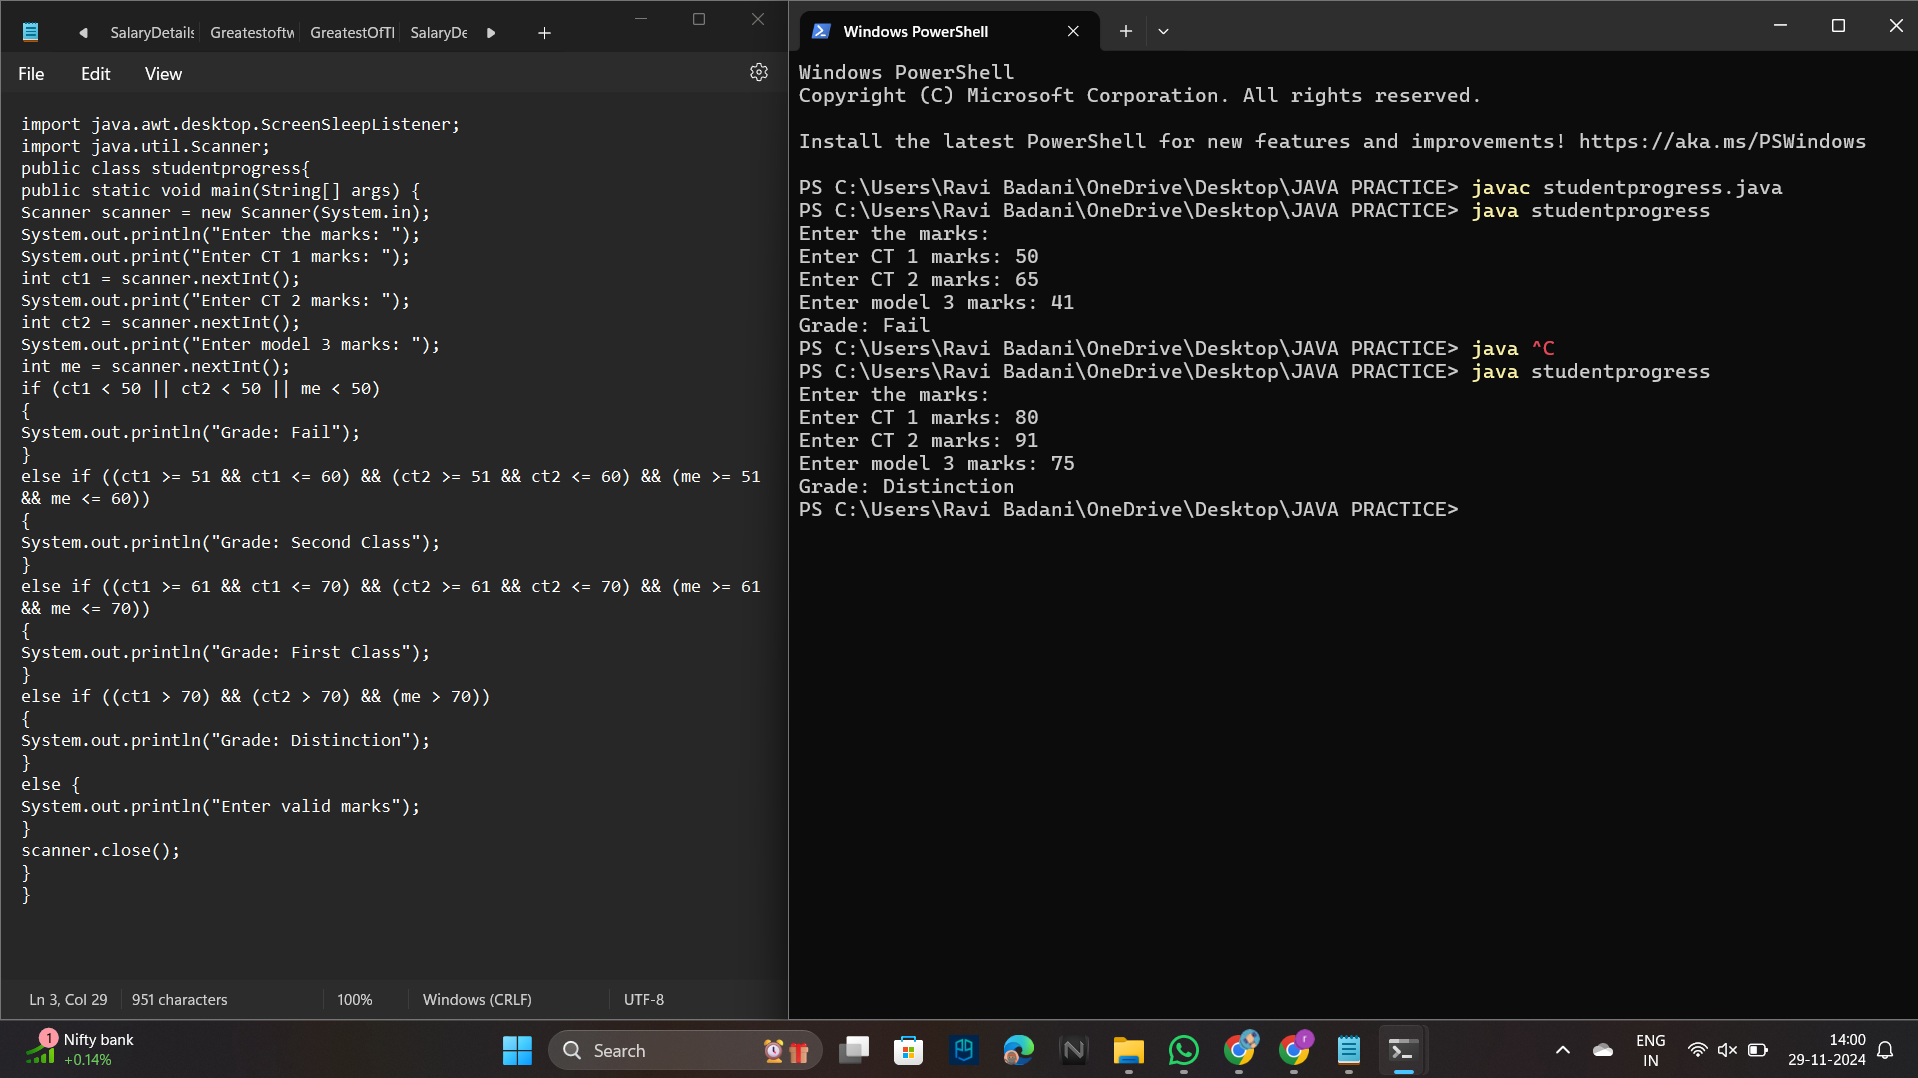 SalaryDetails
Greatestoftw
GreatestOfTl
SalaryDe
File
Edit
View
import java.awt.desktop.ScreenSleepListener;
import java.util.Scanner;
public class studentprogress{
public static void main(String[] args) {
Scanner scanner = new Scanner(System.in);
System.out.println("Enter the marks: ");
System.out.print("Enter CT 1 marks: ");
int ct1 = scanner.nextInt();
System.out.print("Enter CT 2 marks: ");
int ct2 = scanner.nextInt();
System.out.print("Enter model 3 marks: ");
int me = scanner.nextInt();
if (ct1 < 50 || ct2 < 50 || me < 50)
{
System.out.println("Grade: Fail");
}
else if ((ct1 >= 51 && ct1 <= 60) && (ct2 >= 51 && ct2 <= 60) && (me >= 51
&& me <= 60))
{
System.out.println("Grade: Second Class");
}
else if ((ct1 >= 61 && ct1 <= 70) && (ct2 >= 61 && ct2 <= 70) && (me >= 61
&& me <= 70))
{
System.out.println("Grade: First Class");
}
else if ((ct1 > 70) && (ct2 > 70) && (me > 70))
{
System.out.println("Grade: Distinction");
}
else {
System.out.println("Enter valid marks");
}
scanner.close();
}
}
Ln 3, Col 29
951 characters
100%
Windows (CRLF)
UTF-8
Windows PowerShell
Windows PowerShell
Copyright (C) Microsoft Corporation. All rights reserved.
Install the latest PowerShell for new features and improvements! https://aka.ms/PSWindows
PS C:\Users\Ravi Badani\OneDrive\Desktop\JAVA PRACTICE> javac studentprogress.java
PS C:\Users\Ravi Badani\OneDrive\Desktop\JAVA PRACTICE> java studentprogress
Enter the marks:
Enter CT 1 marks: 50
Enter CT 2 marks: 65
Enter model 3 marks: 41
Grade: Fail
PS C:\Users\Ravi Badani\OneDrive\Desktop\JAVA PRACTICE> java ^C
PS C:\Users\Ravi Badani\OneDrive\Desktop\JAVA PRACTICE> java studentprogress
Enter the marks:
Enter CT 1 marks: 80
Enter CT 2 marks: 91
Enter model 3 marks: 75
Grade: Distinction
PS C:\Users\Ravi Badani\OneDrive\Desktop\JAVA PRACTICE>
1
Nifty bank
+0.14%
Search
r
ENG
IN
14:00
29-11-2024